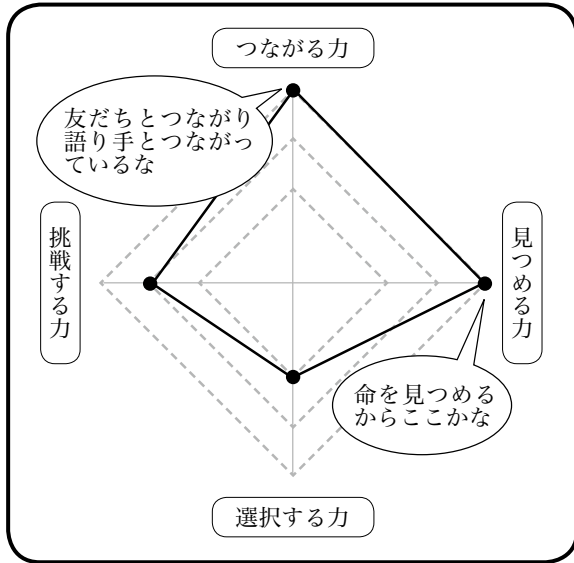 つながる力
友だちとつながり
語り手とつながっ
ているな
挑戦する力
見つめる力
命を見つめる
からここかな
選択する力